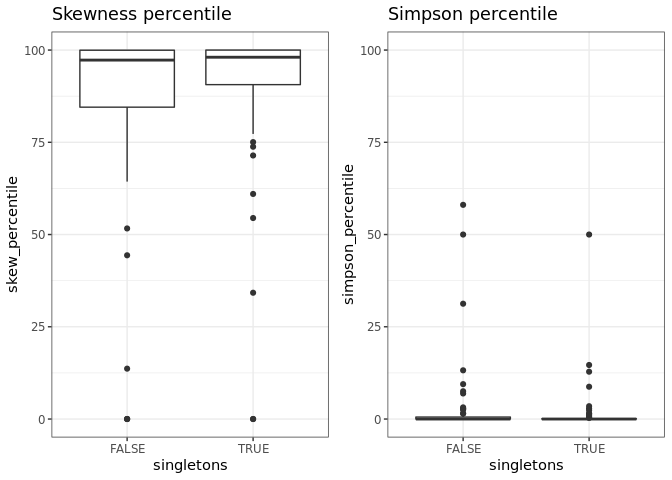 Skewness percentile
skew_percentile
100
75
50
25
0
FALSE TRUE
singletons
Simpson percentile
simpson_percentile
100
75
50
25
0
FALSE TRUE
singletons